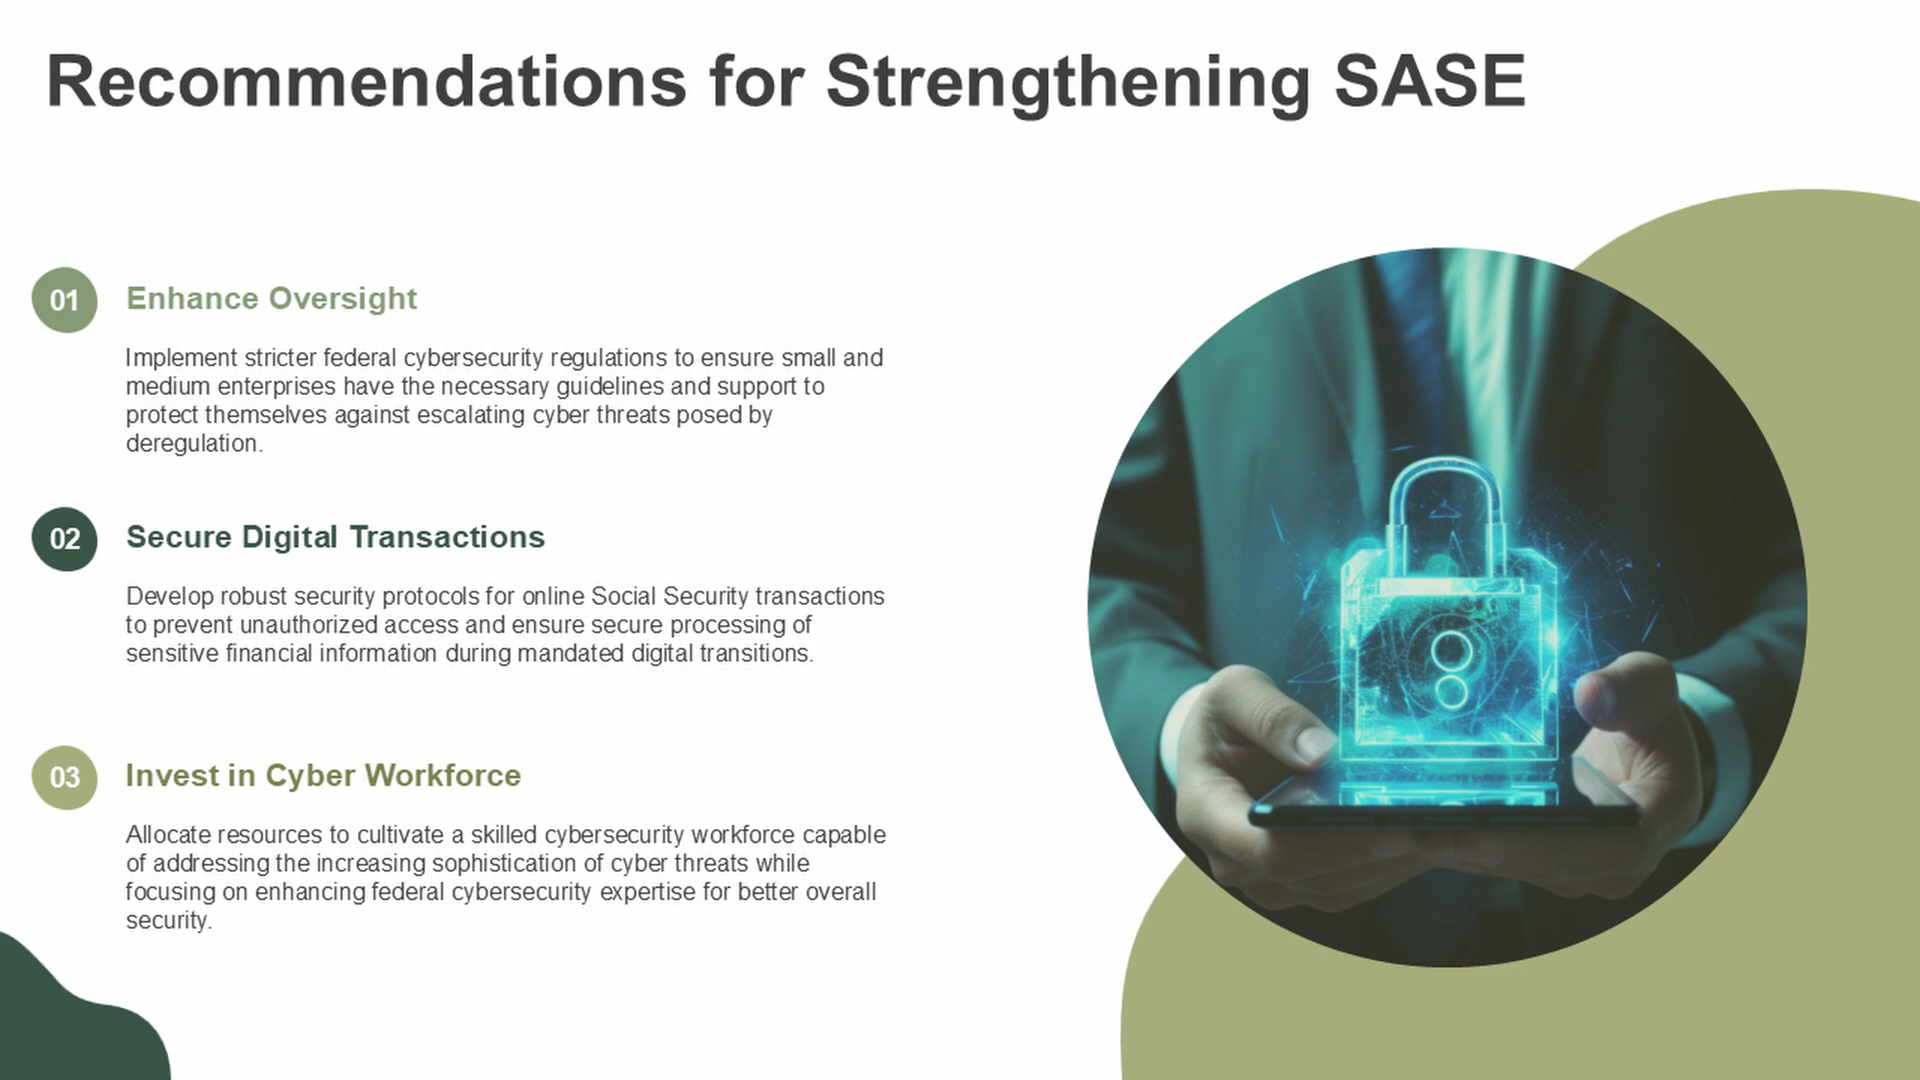 Recommendations for Strengthening SASE
01
Enhance Oversight
Implement stricter federal cybersecurity regulations to ensure small and
medium enterprises have the necessary guidelines and support to
protect themselves against escalating cyber threats posed by
deregulation.
02
Secure Digital Transactions
Develop robust security protocols for online Social Security transactions
to prevent unauthorized access and ensure secure processing of
sensitive financial information during mandated digital transitions.
03
Invest in Cyber Workforce
Allocate resources to cultivate a skilled cybersecurity workforce capable
of addressing the increasing sophistication of cyber threats while
focusing on enhancing federal cybersecurity expertise for better overall
security.